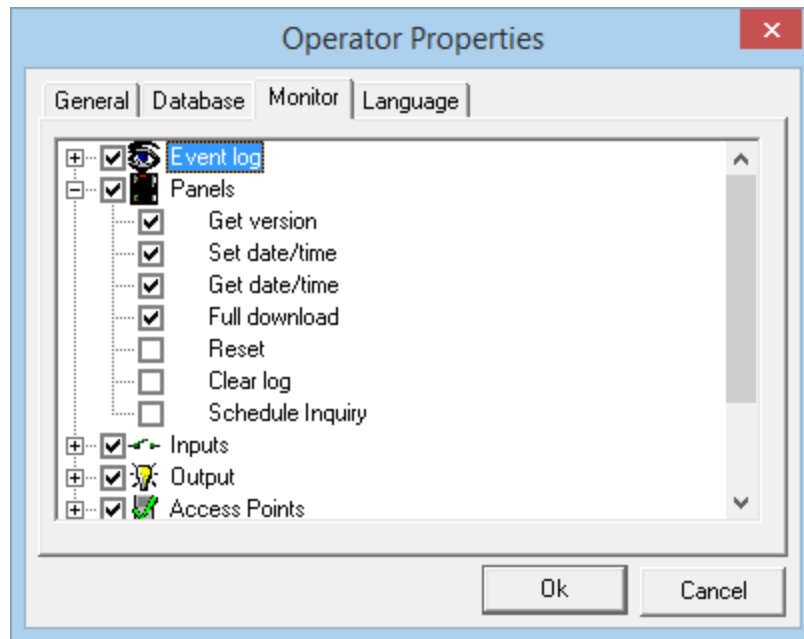 Operator Properties
General Database Monitor Language
Event log
Panels
Get version
Set date/time
Get date/time
Full download
Reset
Clear log
Schedule Inquiry
Inputs
Output
Access Points
Ok Cancel